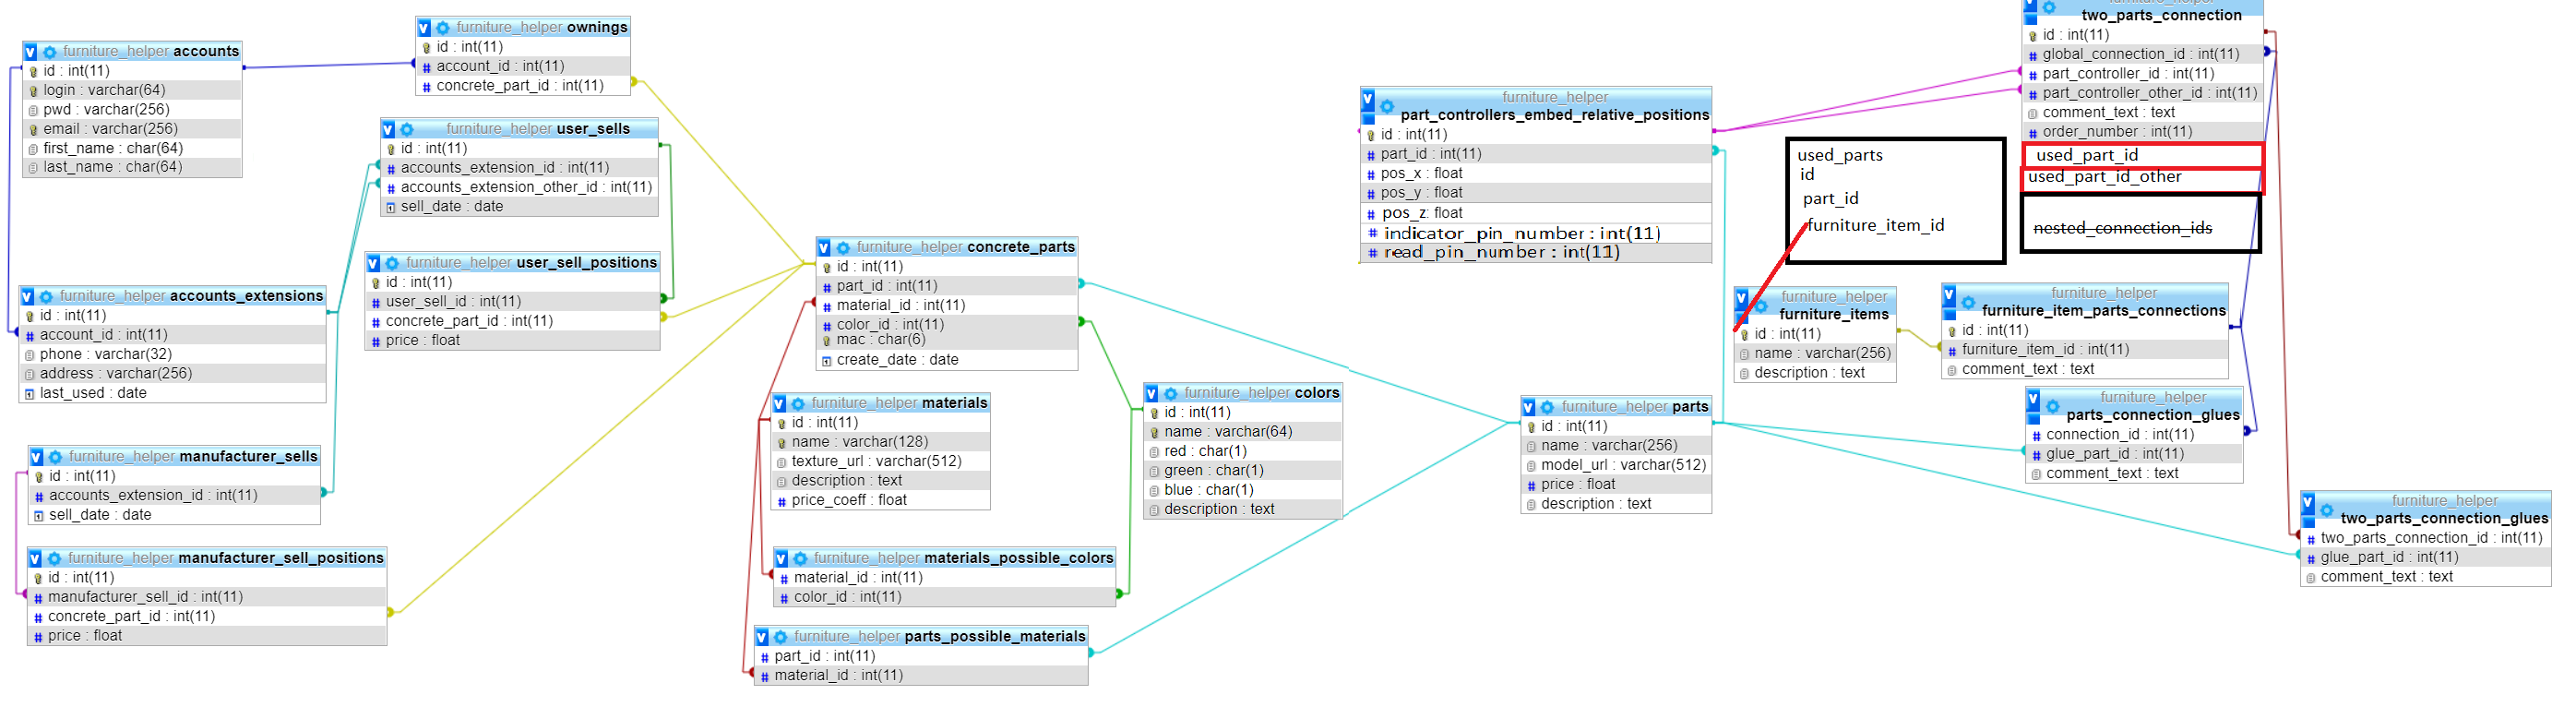 furniture_helper accounts
id : int(11)
login : varchar(64)
pwd : varchar(256)
email : varchar(256)
first_name : char(64)
last_name : char(64)
furniture_helper ownings
id : int(11)
account_id : int(11)
concrete_part_id : int(11)
furniture_helper user_sells
id : int(11)
accounts_extension_id : int(11)
accounts_extension_other_id : int(11)
sell_date : date
furniture_helper user_sell_positions
id : int(11)
user_sell_id : int(11)
concrete_part_id : int(11)
price : float
furniture_helper accounts_extensions
id : int(11)
account_id : int(11)
phone : varchar(32)
address : varchar(256)
last_used : date
furniture_helper manufacturer_sells
id : int(11)
accounts_extension_id : int(11)
sell_date : date
furniture_helper manufacturer_sell_positions
id : int(11)
manufacturer_sell_id : int(11)
concrete_part_id : int(11)
price : float
furniture_helper concrete_parts
id : int(11)
part_id : int(11)
material_id : int(11)
color_id : int(11)
mac : char(6)
create_date : date
furniture_helper materials
id : int(11)
name : varchar(128)
texture_url : varchar(512)
description : text
price_coeff : float
furniture_helper colors
id : int(11)
name : varchar(64)
red : char(1)
green : char(1)
blue : char(1)
description : text
furniture_helper materials_possible_colors
material_id : int(11)
color_id : int(11)
furniture_helper parts_possible_materials
part_id : int(11)
material_id : int(11)
furniture_helper
part_controllers_embed_relative_positions
id : int(11)
part_id : int(11)
pos_x : float
pos_y : float
pos_z: float
indicator_pin_number : int(11)
read_pin_number : int(11)
furniture_helper parts
id : int(11)
name : varchar(256)
model_url : varchar(512)
price : float
description : text
used_parts
id
part_id
furniture_item_id
furniture_helper
furniture_items
id : int(11)
name : varchar(256)
description : text
furniture_helper
two_parts_connection
id : int(11)
global_connection_id : int(11)
part_controller_id : int(11)
part_controller_other_id : int(11)
comment_text : text
order_number : int(11)
used_part_id
used_part_id_other
nested_connection_ids
furniture_helper
furniture_item_parts_connections
id : int(11)
furniture_item_id : int(11)
comment_text : text
furniture_helper
parts_connection_glues
connection_id : int(11)
glue_part_id : int(11)
comment_text : text
furniture_helper
two_parts_connection_glues
two_parts_connection_id : int(11)
glue_part_id : int(11)
comment_text : text